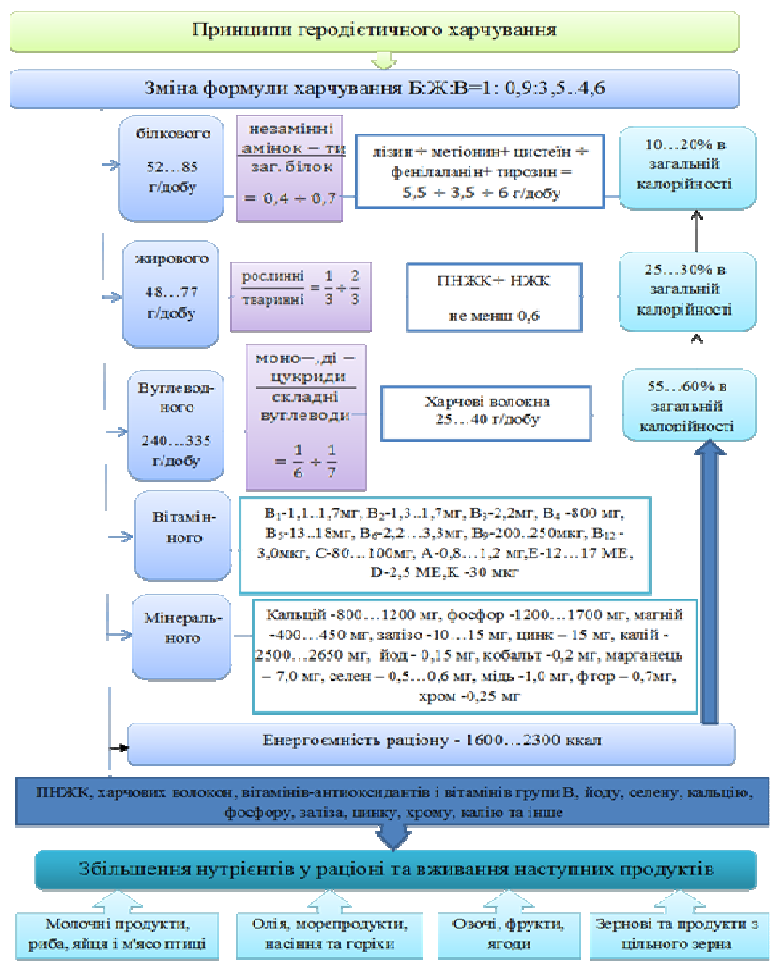 Принципи геродієтичного харчування
Зміна формули харчування Б:Ж:В=1: 0,9:3,5..4,6
білкового
52…85
г/добу
незамінні
амінок − ти
заг. білок
= 0,4 ÷ 0,7
лізин ÷ метіонин+ цистеїн ÷
фенілаланін+ тирозин =
5,5 ÷ 3,5 ÷ 6 г/добу
10…20% в
загальній
калорійності
жирового
48…77
г/добу
рослинні
тваринні
= 1/3 ÷ 2/3
ПНЖК÷ НЖК
не менш 0,6
25…30% в
загальній
калорійності
Вуглевод-
ного
240…335
г/добу
моно−,ді −
цукриди
складні
вуглеводи
= 1/6 ÷ 1/7
Харчові волокна
25…40 г/добу
55…60% в
загальній
калорійності
Вітамін-
ного
В₁-1,1..1,7мг, В₂-1,3..1,7мг, В₃-2,2мг, В₄ -800 мг,
В₅-13..18мг, В₆-2,2…3,3мг, В₉-200..250мкг, В₁₂ -
3,0мкг, С-80…100мг, А-0,8…1,2 мг,Е-12…17 МЕ,
D-2,5 МЕ,К -30 мкг
Мінераль-
ного
Кальцій -800…1200 мг, фосфор -1200…1700 мг, магній
-400…450 мг, залізо -10…15 мг, цинк – 15 мг, калій -
2500…2650 мг, йод - 0,15 мг, кобальт -0,2 мг, марганець
– 7,0 мг, селен – 0,5…0,6 мг, мідь -1,0 мг, фтор – 0,7мг,
хром -0,25 мг
Енергоємність раціону - 1600…2300 ккал
ПНЖК, харчових волокон, вітамінів-антиоксидантів і вітамінів групи В, йоду, селену, кальцію,
фосфору, заліза, цинку, хрому, калію та інше
Збільшення нутрієнтів у раціоні та вживання наступних продуктів
Молочні продукти,
риба, яйця і м'ясо птиці
Олія, морепродукти,
насіння та горіхи
Овочі, фрукти,
ягоди
Зернові та продукти з
цільного зерна